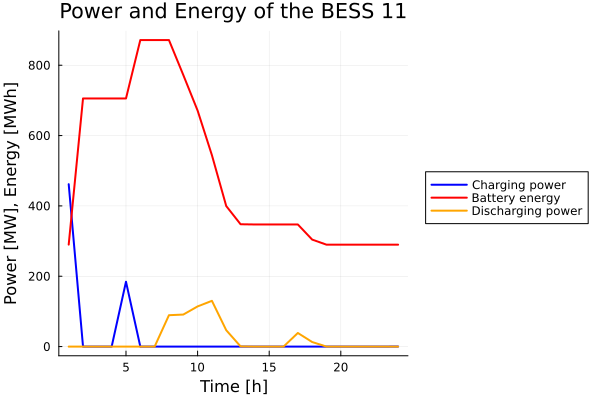 Power and Energy of the BESS 11
Power [MW], Energy [MWh]
800
600
400
200
0
5
10
15
20
Time [h]
Charging power
Battery energy
Discharging power